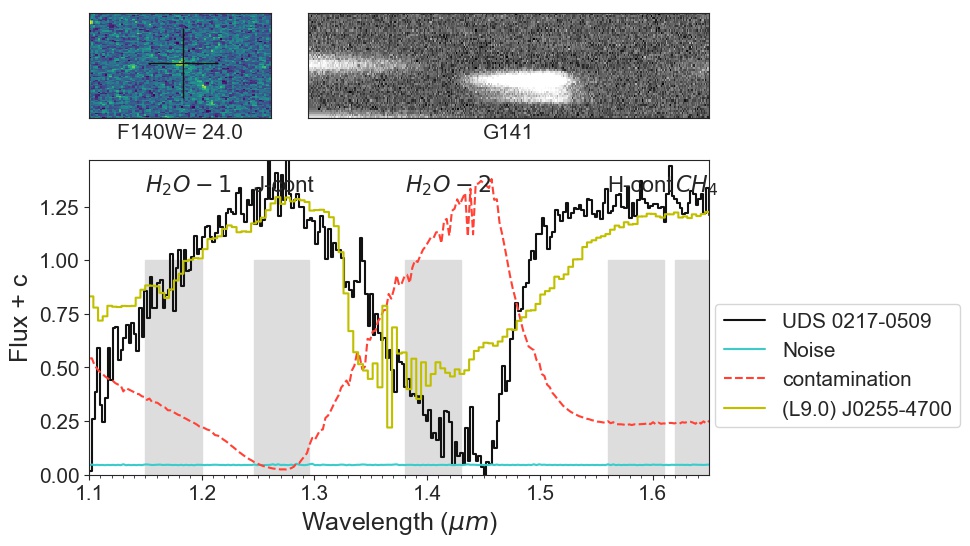 F140W= 24.0
G141
H₂O − 1
J-cont
H₂O − 2
H-cont
CH₄
1.25
1.00
0.75
0.50
0.25
0.00
Flux + c
1.1
1.2
1.3
1.4
1.5
1.6
Wavelength (μm)
UDS 0217-0509
Noise
contamination
(L9.0) J0255-4700